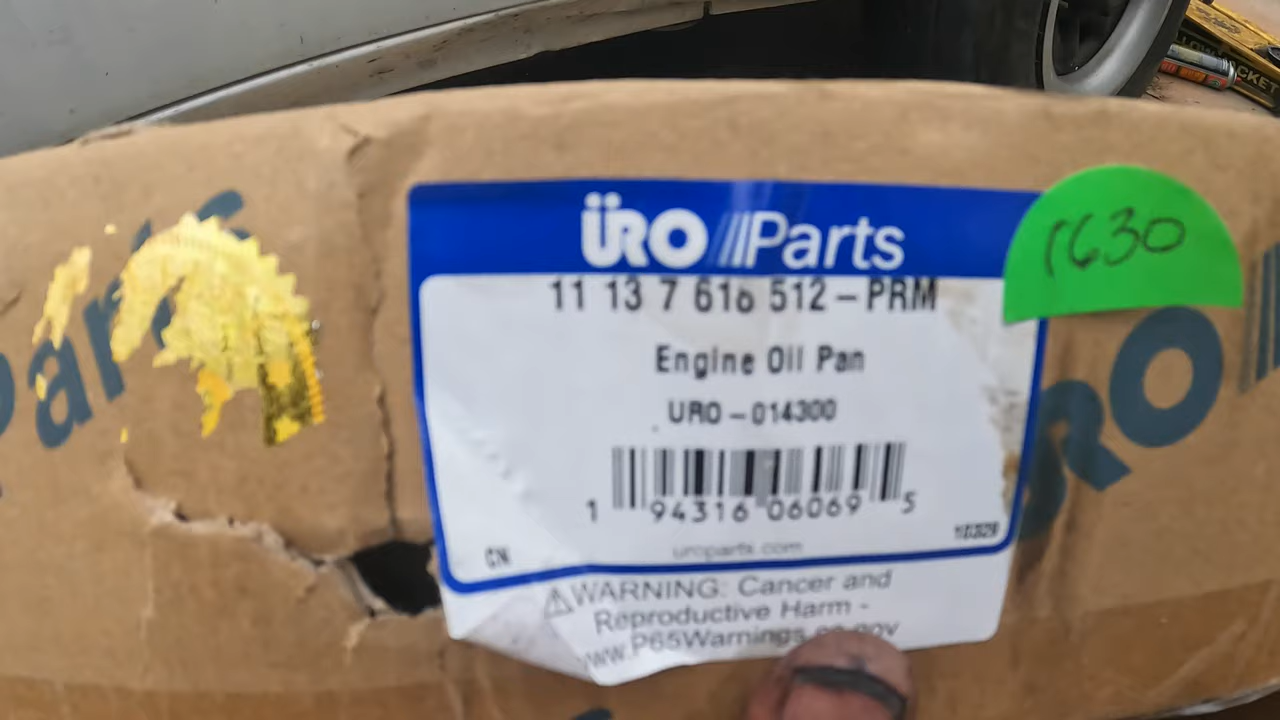 ÜRO Parts
1630
11 13 7 616 512-PRM
Engine Oil Pan
URO-014300
1 94316 06069 5
CN
uroparts.com
WARNING: Cancer and
Reproductive Harm -
www.P65Warnings.ca.gov
Parts
ÜRO